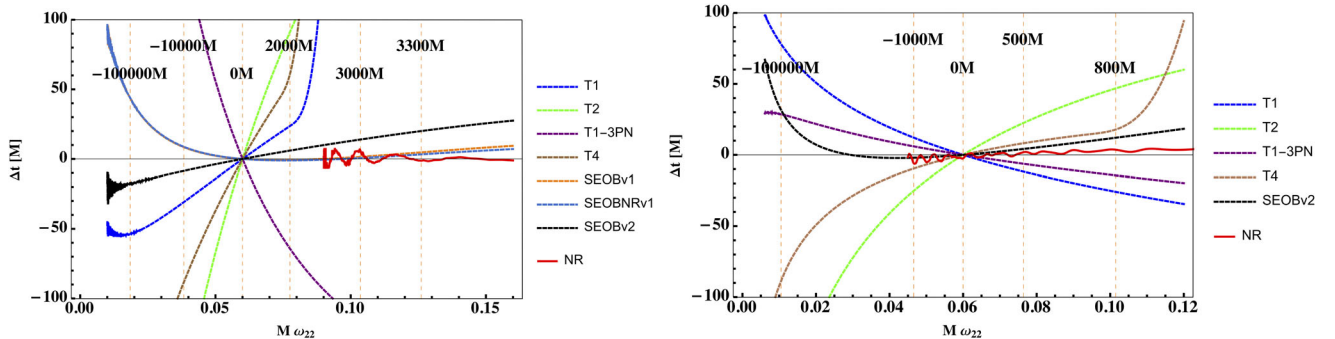 100
50
0
−50
−100
Δt [M]
0.00
0.05
0.10
0.15
M ω22
−10000M
2000M
3300M
−100000M
0M
3000M
T1
T2
T1−3PN
T4
SEOBv1
SEOBNRv1
SEOBv2
NR
100
50
0
−50
−100
Δt [M]
0.00
0.02
0.04
0.06
0.08
0.10
0.12
M ω22
−1000M
500M
−100000M
0M
800M
T1
T2
T1−3PN
T4
SEOBv2
NR